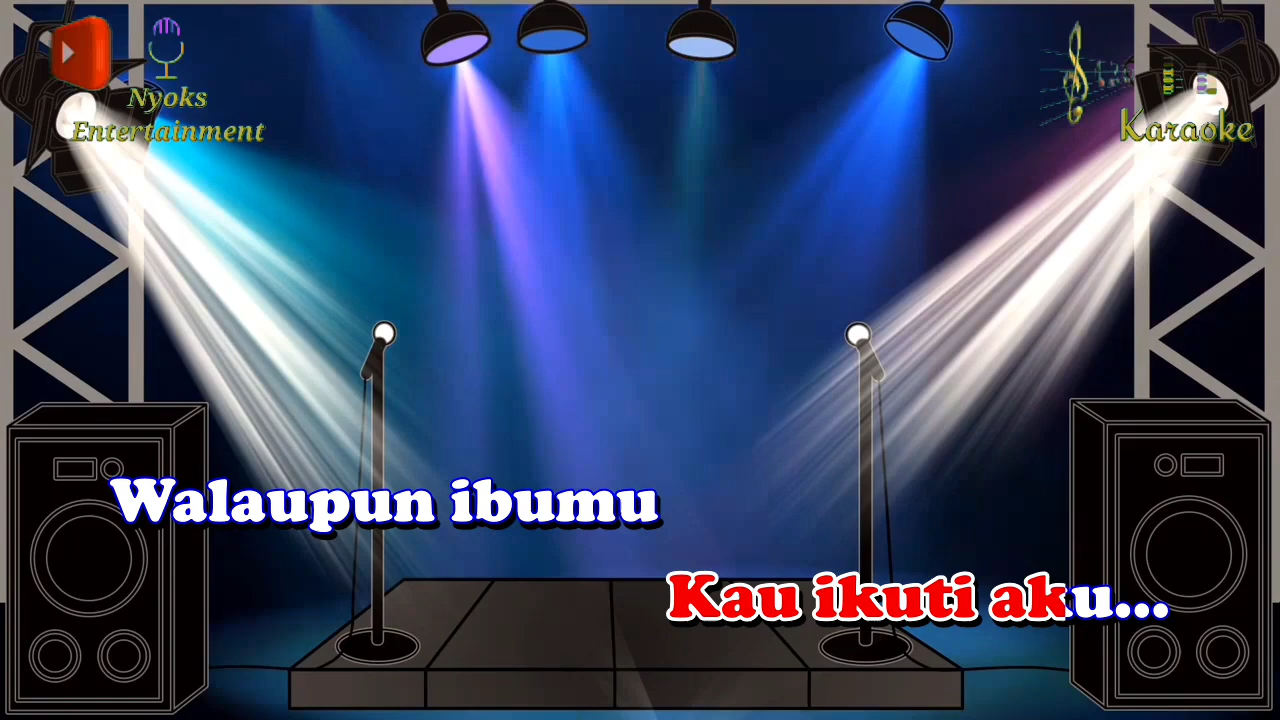 Nyoks
Entertainment
Karaoke
Walaupun ibumu
Kau ikuti aku...